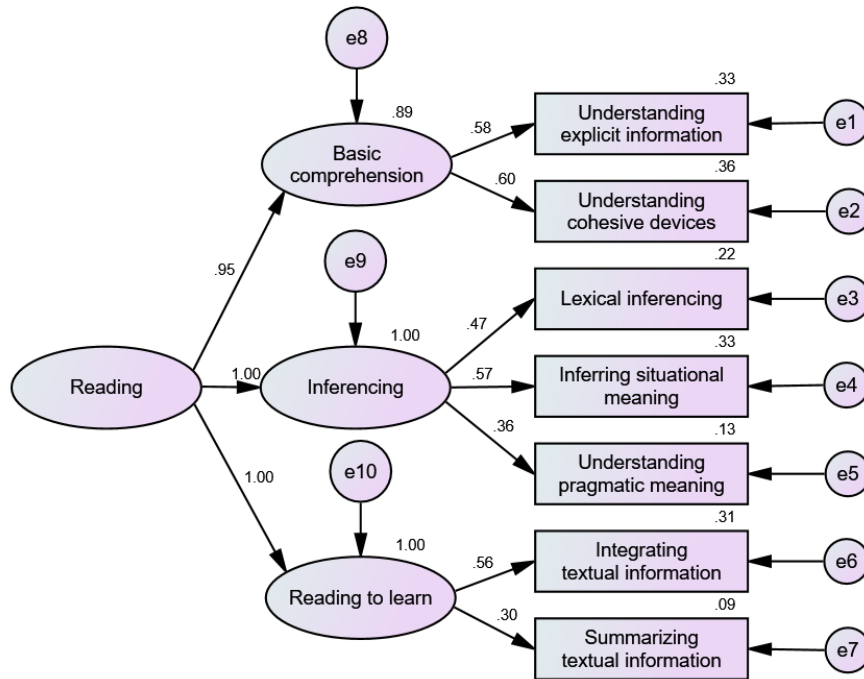 e8
.33
.89
Understanding
explicit information
e1
.58
Basic
comprehension
.36
.60
Understanding
cohesive devices
e2
.22
.95
e9
Lexical inferencing
e3
1.00
.47
.33
Reading
1.00
Inferencing
.57
Inferring situational
meaning
e4
.36
.13
1.00
e10
Understanding
pragmatic meaning
e5
.31
1.00
.56
Integrating
textual information
e6
Reading to learn
.30
.09
Summarizing
textual information
e7